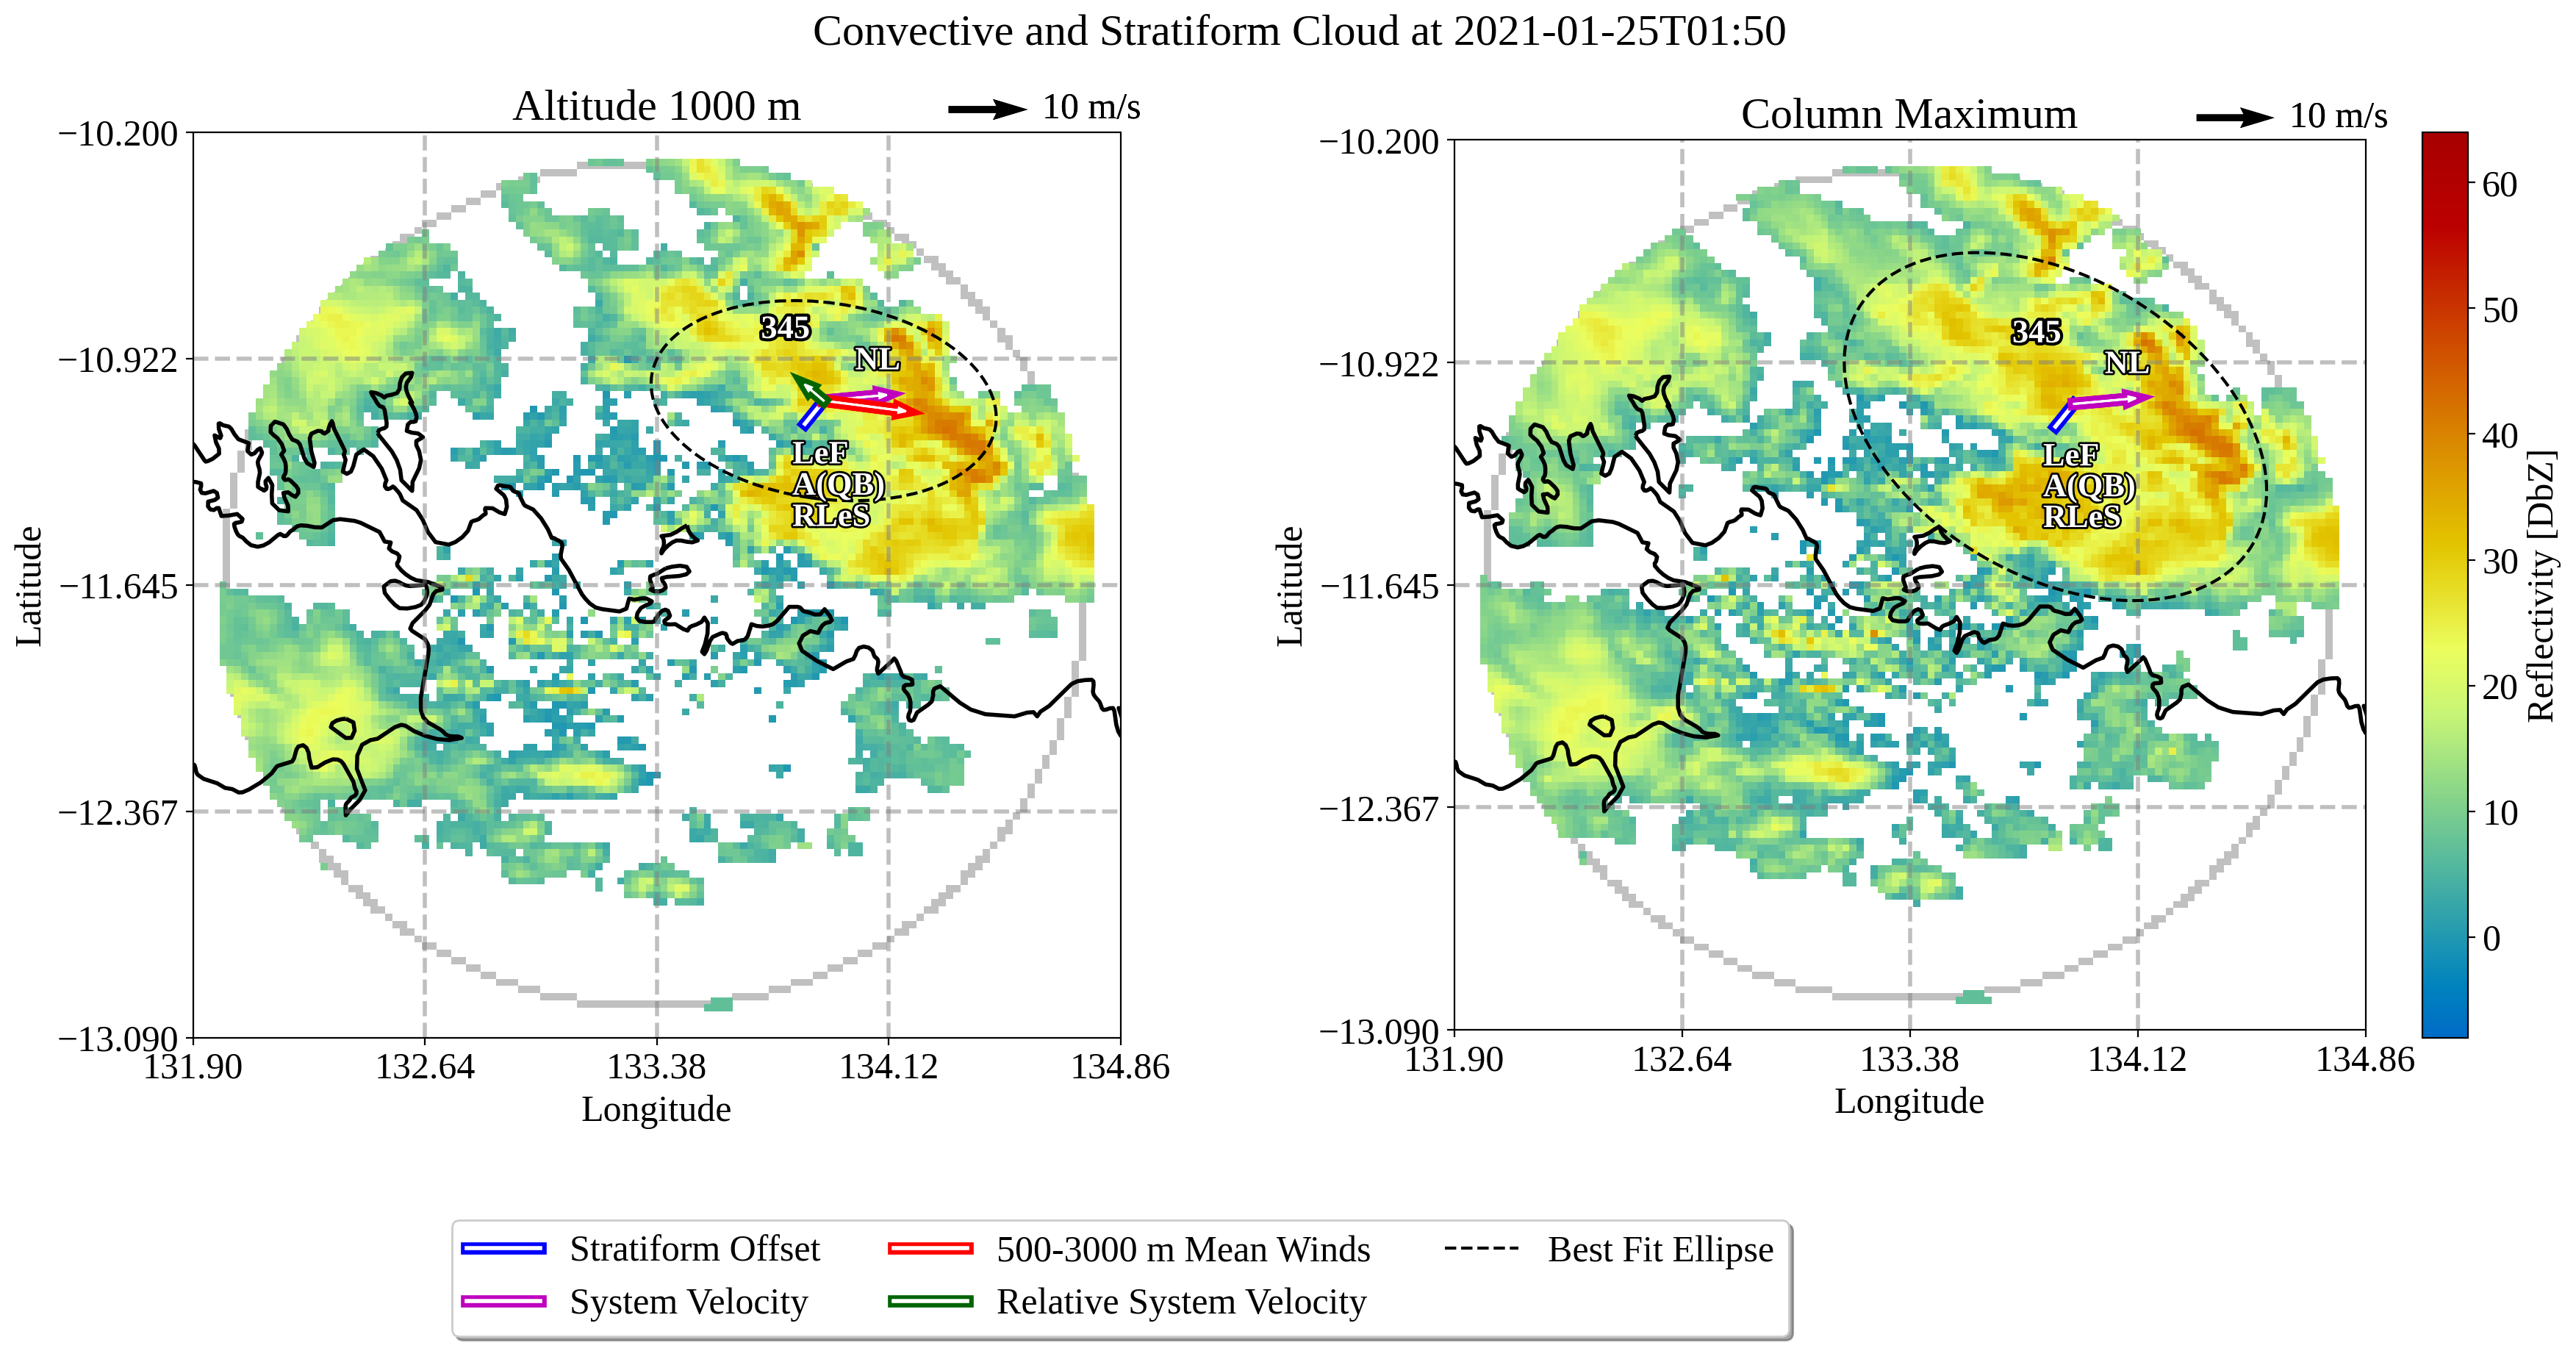 Convective and Stratiform Cloud at 2021-01-25T01:50
Altitude 1000 m
10 m/s
−10.200
−10.922
−11.645
−12.367
−13.090
Latitude
131.90
132.64
133.38
134.12
134.86
Longitude
345
NL
LeF
A(QB)
RLeS
Column Maximum
10 m/s
−10.200
−10.922
−11.645
−12.367
−13.090
Latitude
131.90
132.64
133.38
134.12
134.86
Longitude
345
NL
LeF
A(QB)
RLeS
60
50
40
30
20
10
0
Reflectivity [DbZ]
Stratiform Offset
System Velocity
500-3000 m Mean Winds
Relative System Velocity
Best Fit Ellipse